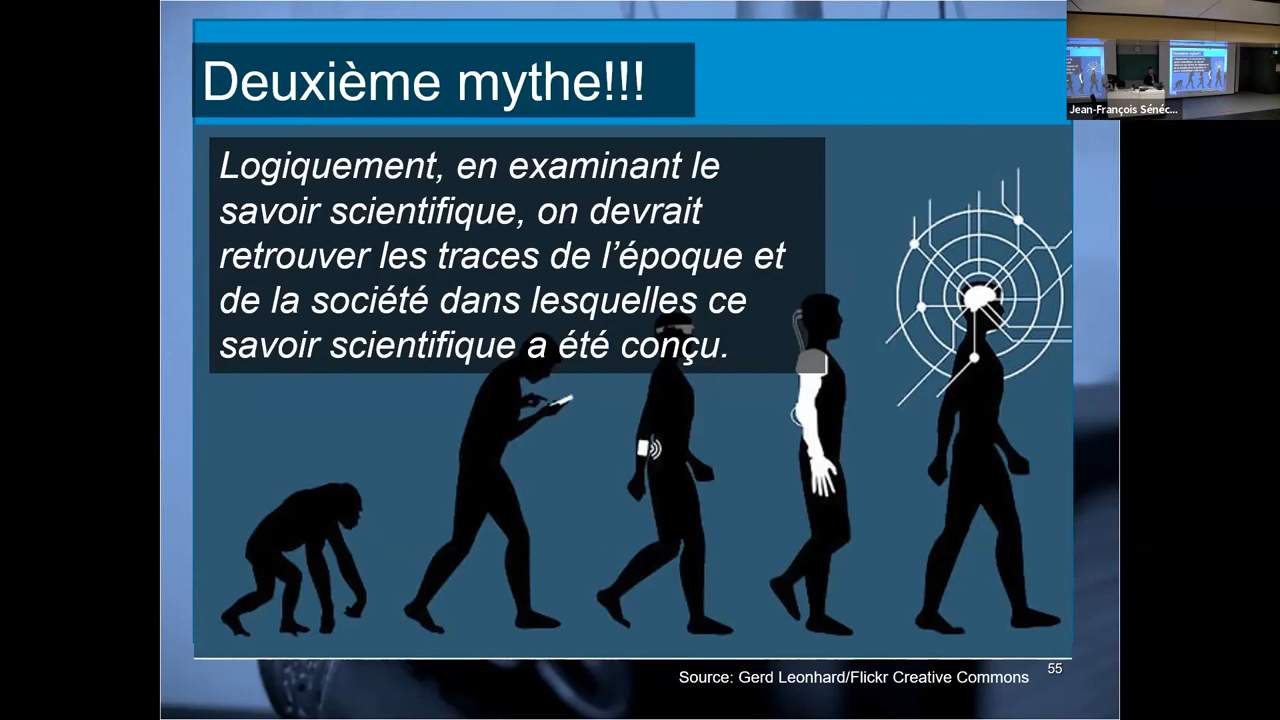 Deuxième mythe!!!
Jean-François Sénéc...
Logiquement, en examinant le
savoir scientifique, on devrait
retrouver les traces de l’époque et
de la société dans lesquelles ce
savoir scientifique a été conçu.
Source: Gerd Leonhard/Flickr Creative Commons
55